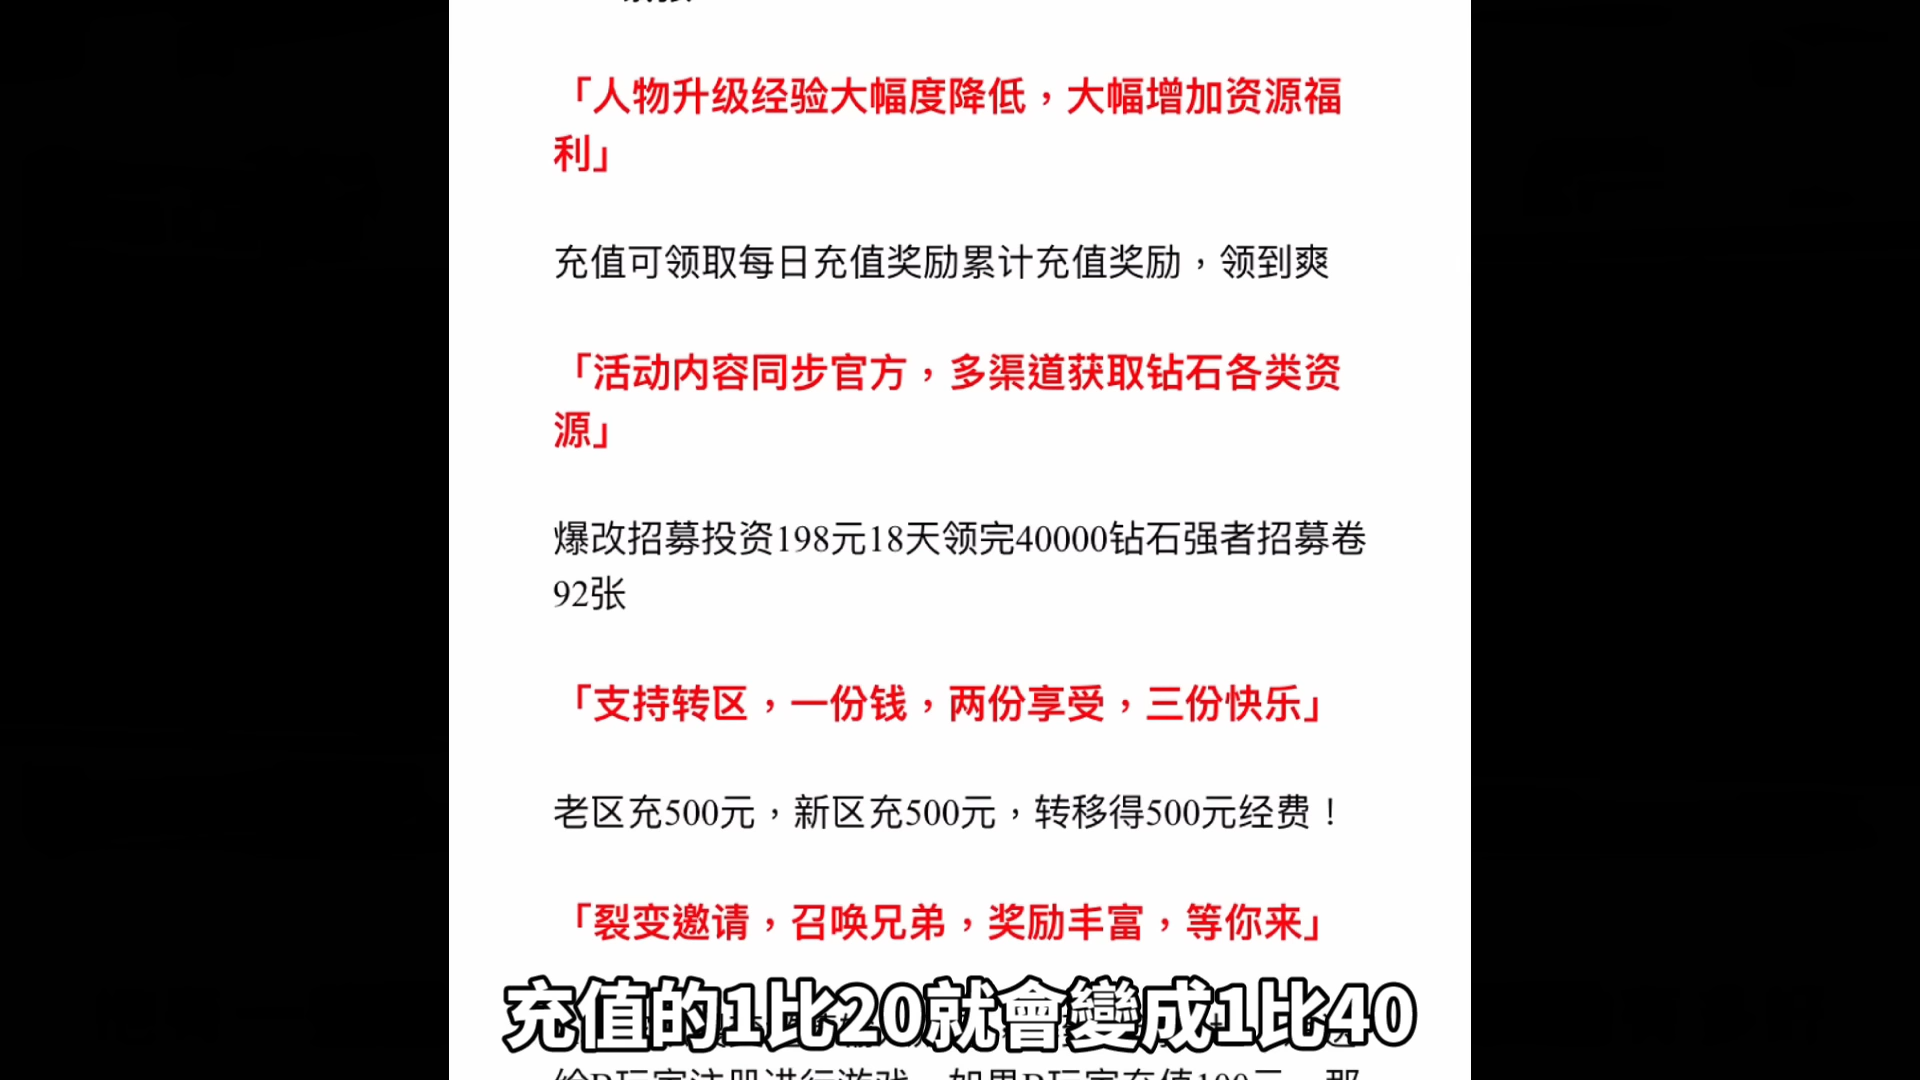 「人物升级经验大幅度降低，大幅增加资源福
利」
充值可领取每日充值奖励累计充值奖励，领到爽
「活动内容同步官方，多渠道获取钻石各类资
源」
爆改招募投资198元18天领完40000钻石强者招募卷
92张
「支持转区，一份钱，两份享受，三份快乐」
老区充500元，新区充500元，转移得500元经费！
「裂变邀请，召唤兄弟，奖励丰富，等你来」
充值的1比20就會變成1比40